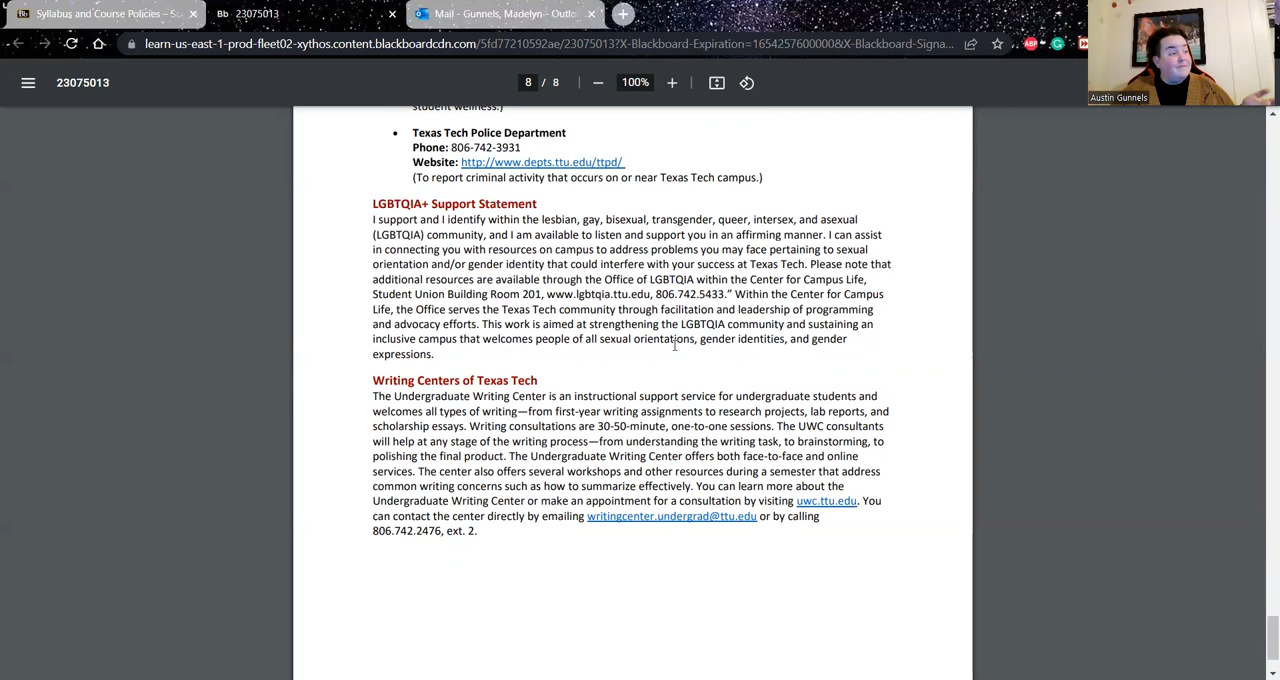 Syllabus and Course Policies – Su
Bb 23075013
Mail - Gunnels, Madelyn - Outlo
learn-us-east-1-prod-fleet02-xythos.content.blackboardcdn.com/5fd77210592ae/23075013?X-Blackboard-Expiration=1654257600000&X-Blackboard-Signa...
ABP
23075013
8 / 8
100%
Austin Gunnels
student wellness.)
• Texas Tech Police Department
Phone: 806-742-3931
Website: http://www.depts.ttu.edu/ttpd/
(To report criminal activity that occurs on or near Texas Tech campus.)
LGBTQIA+ Support Statement
I support and I identify within the lesbian, gay, bisexual, transgender, queer, intersex, and asexual
(LGBTQIA) community, and I am available to listen and support you in an affirming manner. I can assist
in connecting you with resources on campus to address problems you may face pertaining to sexual
orientation and/or gender identity that could interfere with your success at Texas Tech. Please note that
additional resources are available through the Office of LGBTQIA within the Center for Campus Life,
Student Union Building Room 201, www.lgbtqia.ttu.edu, 806.742.5433.” Within the Center for Campus
Life, the Office serves the Texas Tech community through facilitation and leadership of programming
and advocacy efforts. This work is aimed at strengthening the LGBTQIA community and sustaining an
inclusive campus that welcomes people of all sexual orientations, gender identities, and gender
expressions.
Writing Centers of Texas Tech
The Undergraduate Writing Center is an instructional support service for undergraduate students and
welcomes all types of writing—from first-year writing assignments to research projects, lab reports, and
scholarship essays. Writing consultations are 30-50-minute, one-to-one sessions. The UWC consultants
will help at any stage of the writing process—from understanding the writing task, to brainstorming, to
polishing the final product. The Undergraduate Writing Center offers both face-to-face and online
services. The center also offers several workshops and other resources during a semester that address
common writing concerns such as how to summarize effectively. You can learn more about the
Undergraduate Writing Center or make an appointment for a consultation by visiting uwc.ttu.edu. You
can contact the center directly by emailing writingcenter.undergrad@ttu.edu or by calling
806.742.2476, ext. 2.